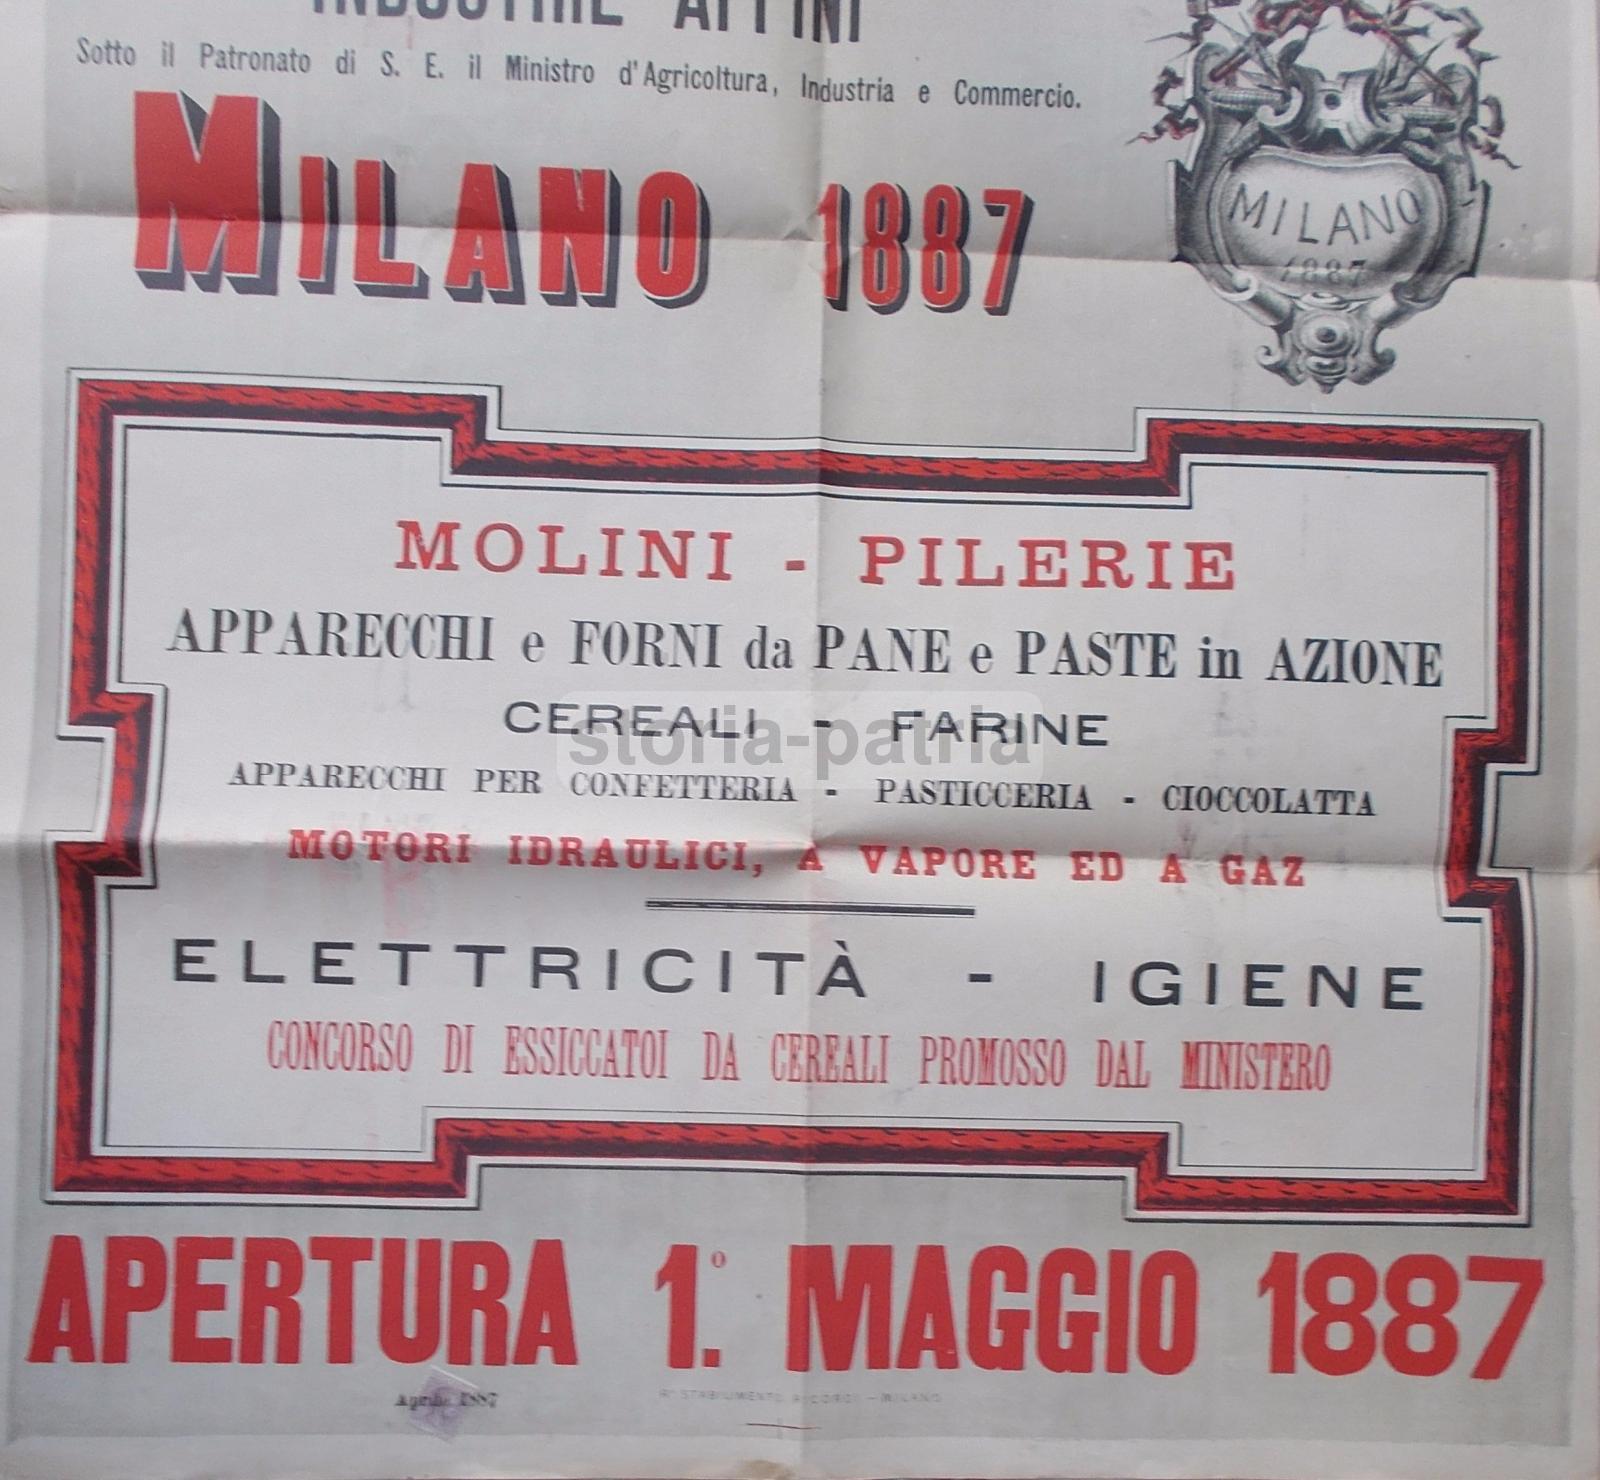 INDUSTRIE AFFINI
Sotto il Patronato di S. E. il Ministro d'Agricoltura, Industria e Commercio.
MILANO 1887
MILANO
1887
MOLINI - PILERIE
APPARECCHI e FORNI da PANE e PASTE in AZIONE
CEREALI - FARINE
storia-patria
APPARECCHI PER CONFETTERIA - PASTICCERIA - CIOCCOLATTA
MOTORI IDRAULICI, A VAPORE ED A GAZ
ELETTRICITÀ - IGIENE
CONCORSO DI ESSICCATOI DA CEREALI PROMOSSO DAL MINISTERO
APERTURA 1.° MAGGIO 1887
Aprile 1887
R.° STABILIMENTO RICORDI - MILANO